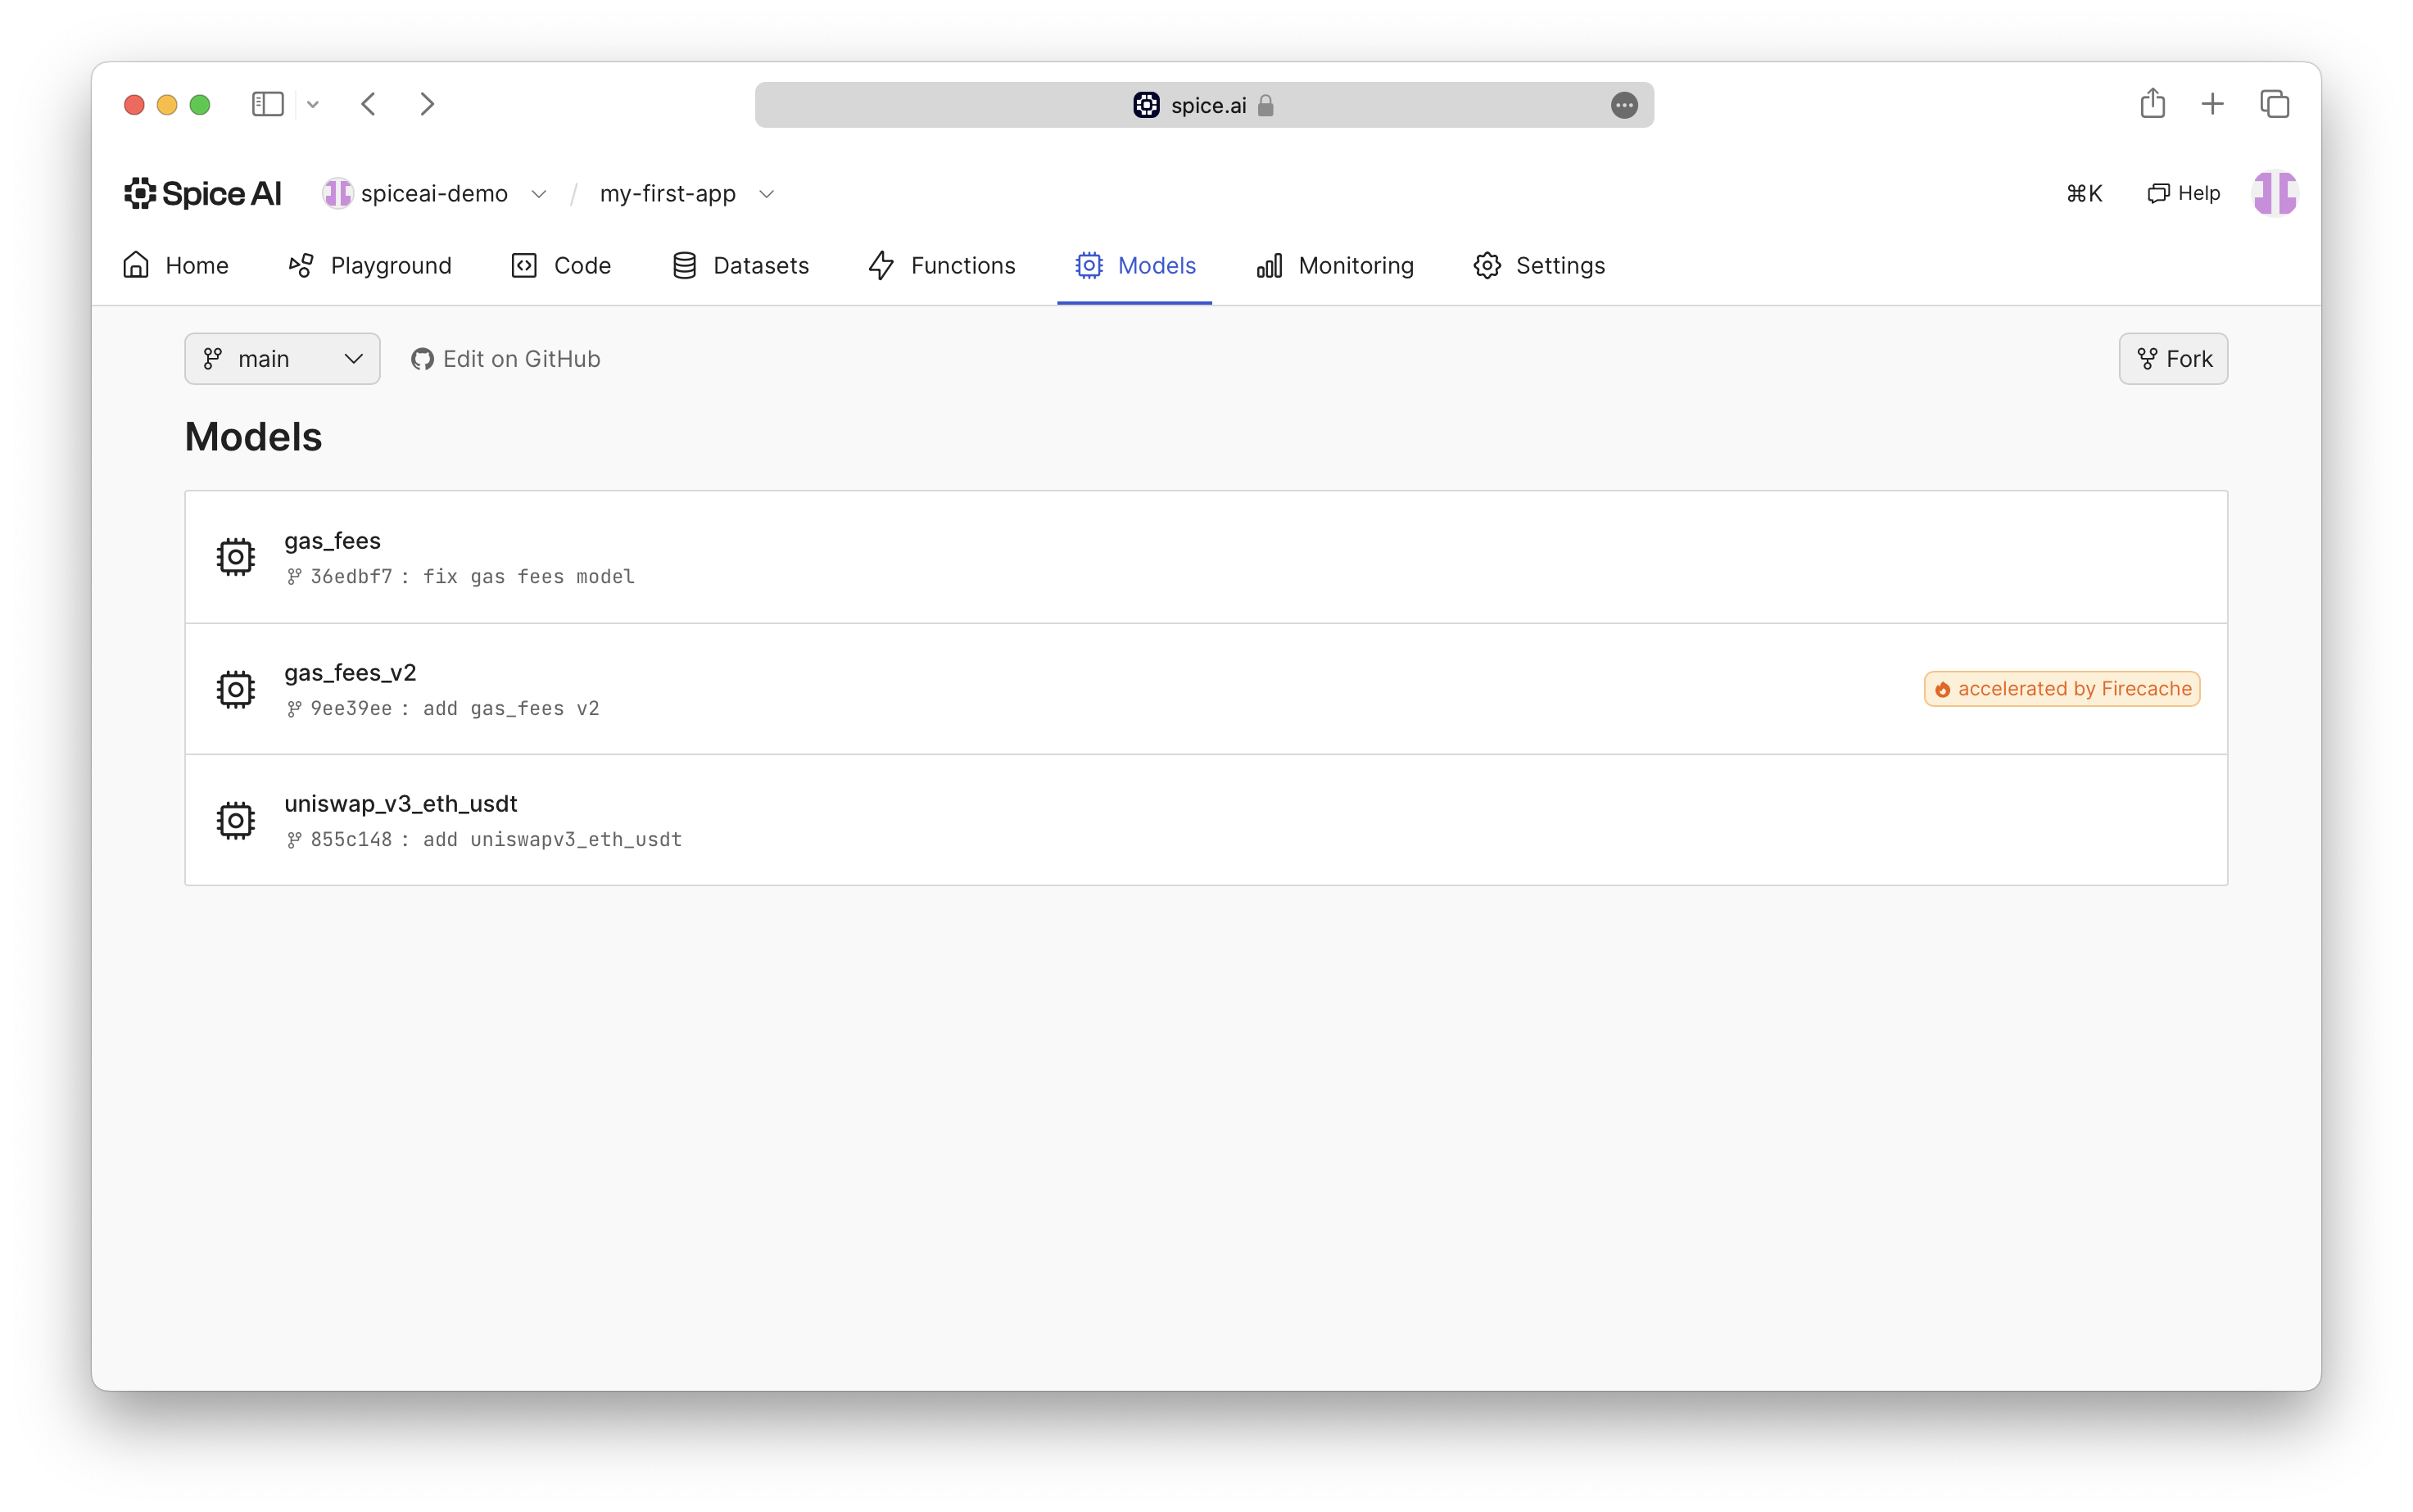 spice.ai
Spice AI spiceai-demo / my-first-app ⌘K Help
Home Playground Code Datasets Functions Models Monitoring Settings
main Edit on GitHub Fork
Models
gas_fees
36edbf7 : fix gas fees model
gas_fees_v2
9ee39ee : add gas_fees v2
accelerated by Firecache
uniswap_v3_eth_usdt
855c148 : add uniswapv3_eth_usdt